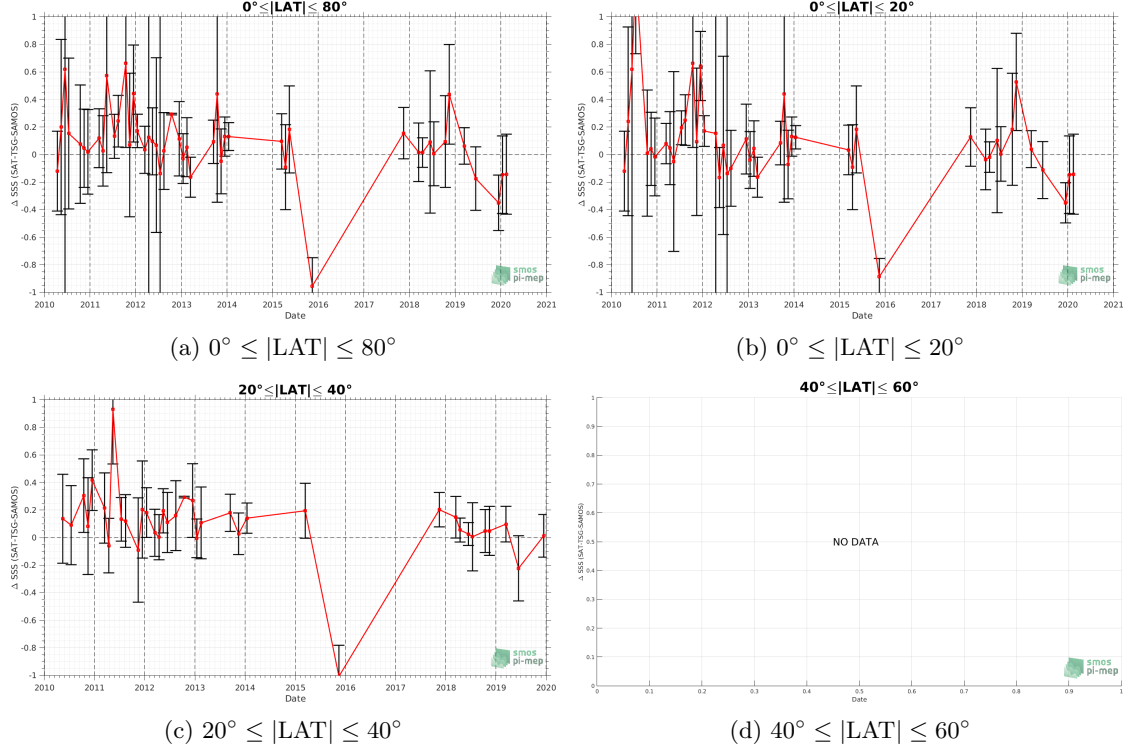 0°≤|LAT|≤ 80°
1
0.8
0.6
0.4
0.2
0
-0.2
-0.4
-0.6
-0.8
-1
Δ SSS (SAT-TSG-SAMOS)
smos
pi-mep
2010 2011 2012 2013 2014 2015 2016 2017 2018 2019 2020 2021
Date
(a) 0° ≤ |LAT| ≤ 80°
0°≤|LAT|≤ 20°
1
0.8
0.6
0.4
0.2
0
-0.2
-0.4
-0.6
-0.8
-1
Δ SSS (SAT-TSG-SAMOS)
smos
pi-mep
2010 2011 2012 2013 2014 2015 2016 2017 2018 2019 2020 2021
Date
(b) 0° ≤ |LAT| ≤ 20°
20°≤|LAT|≤ 40°
1
0.8
0.6
0.4
0.2
0
-0.2
-0.4
-0.6
-0.8
-1
Δ SSS (SAT-TSG-SAMOS)
smos
pi-mep
2010 2011 2012 2013 2014 2015 2016 2017 2018 2019 2020
Date
(c) 20° ≤ |LAT| ≤ 40°
40°≤|LAT|≤ 60°
1
0.9
0.8
0.7
0.6
0.5
0.4
0.3
0.2
0.1
0
Δ SSS (SAT-TSG-SAMOS)
NO DATA
smos
pi-mep
0 0.1 0.2 0.3 0.4 0.5 0.6 0.7 0.8 0.9 1
Date
(d) 40° ≤ |LAT| ≤ 60°